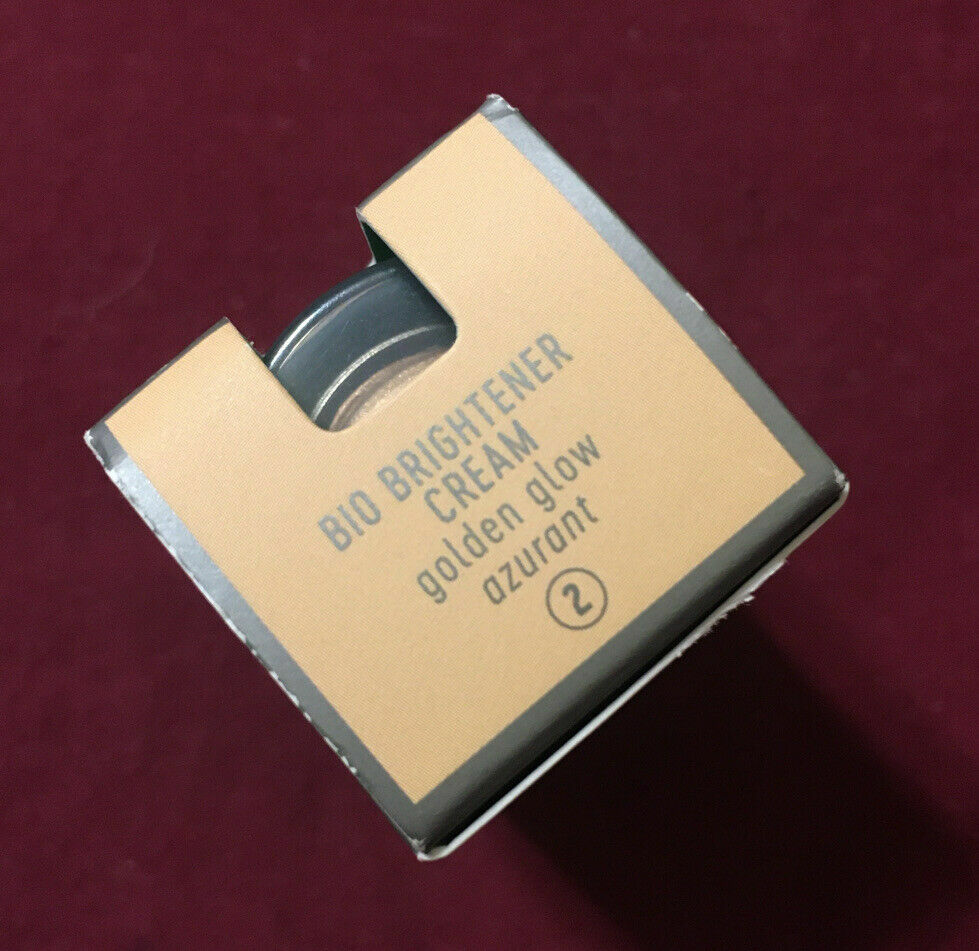 BIO BRIGHTENER
CREAM
golden glow
azurant
2